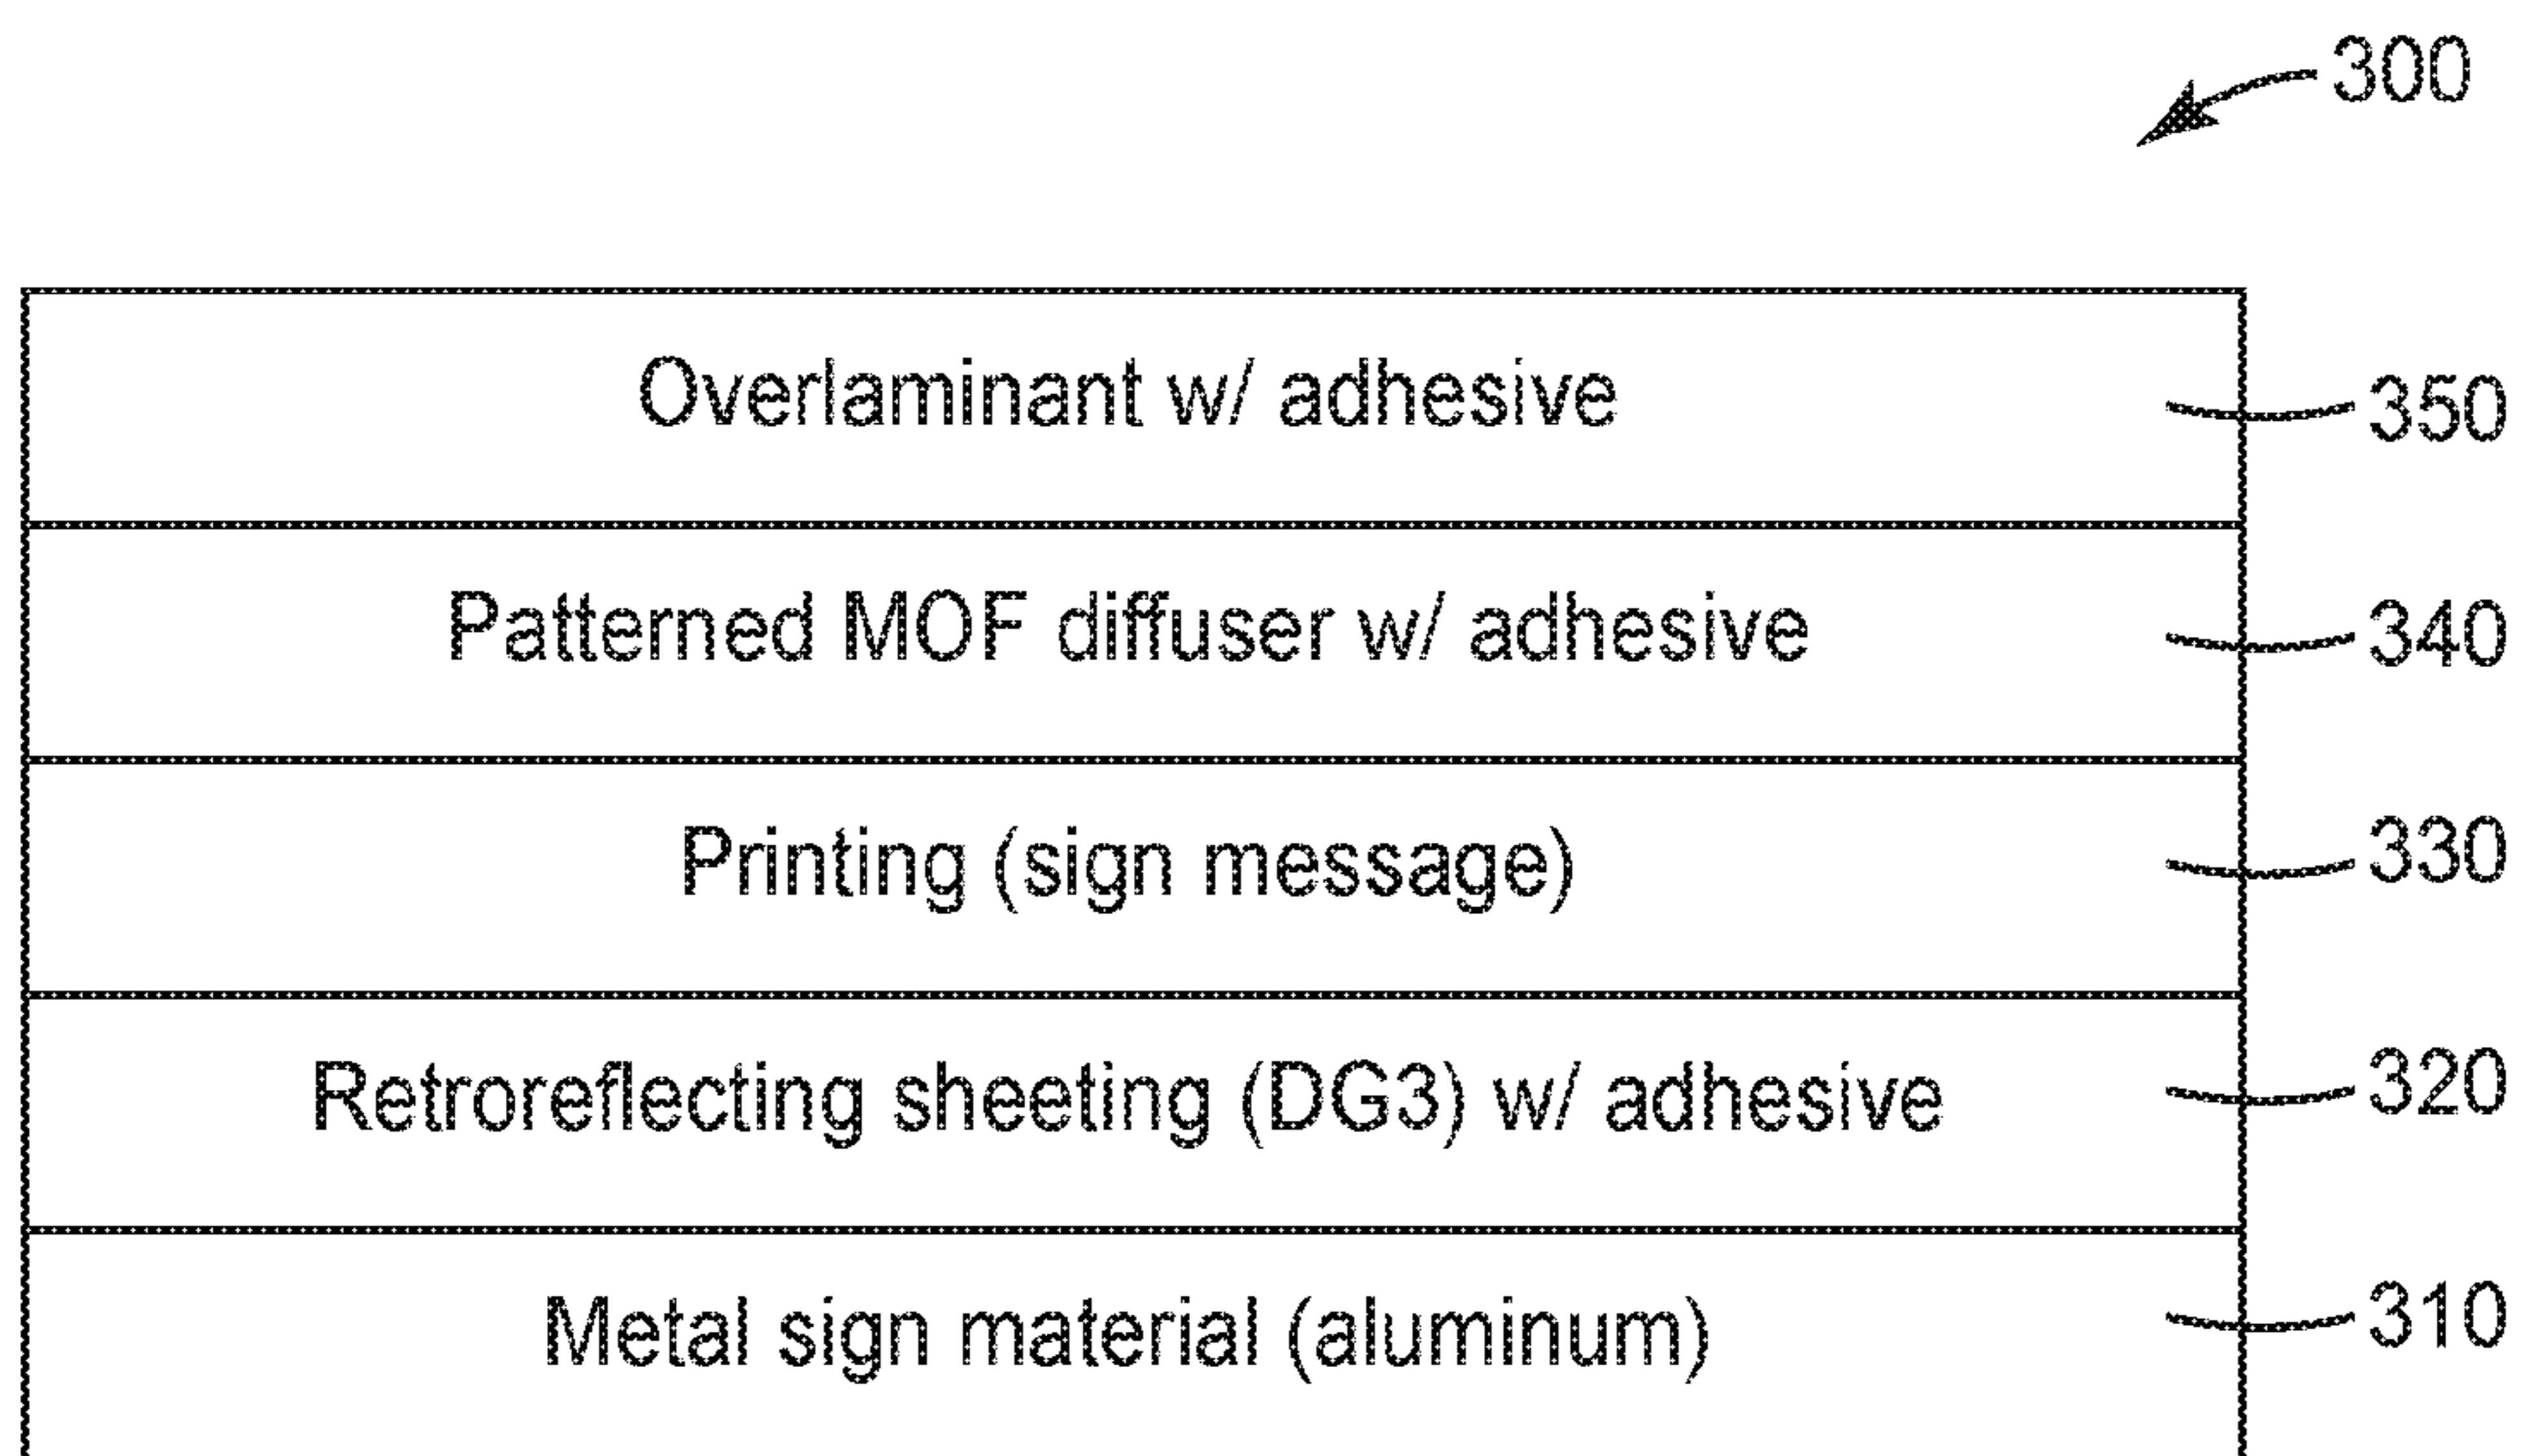 300
Overlaminant w/ adhesive 350
Patterned MOF diffuser w/ adhesive 340
Printing (sign message) 330
Retroreflecting sheeting (DG3) w/ adhesive 320
Metal sign material (aluminum) 310